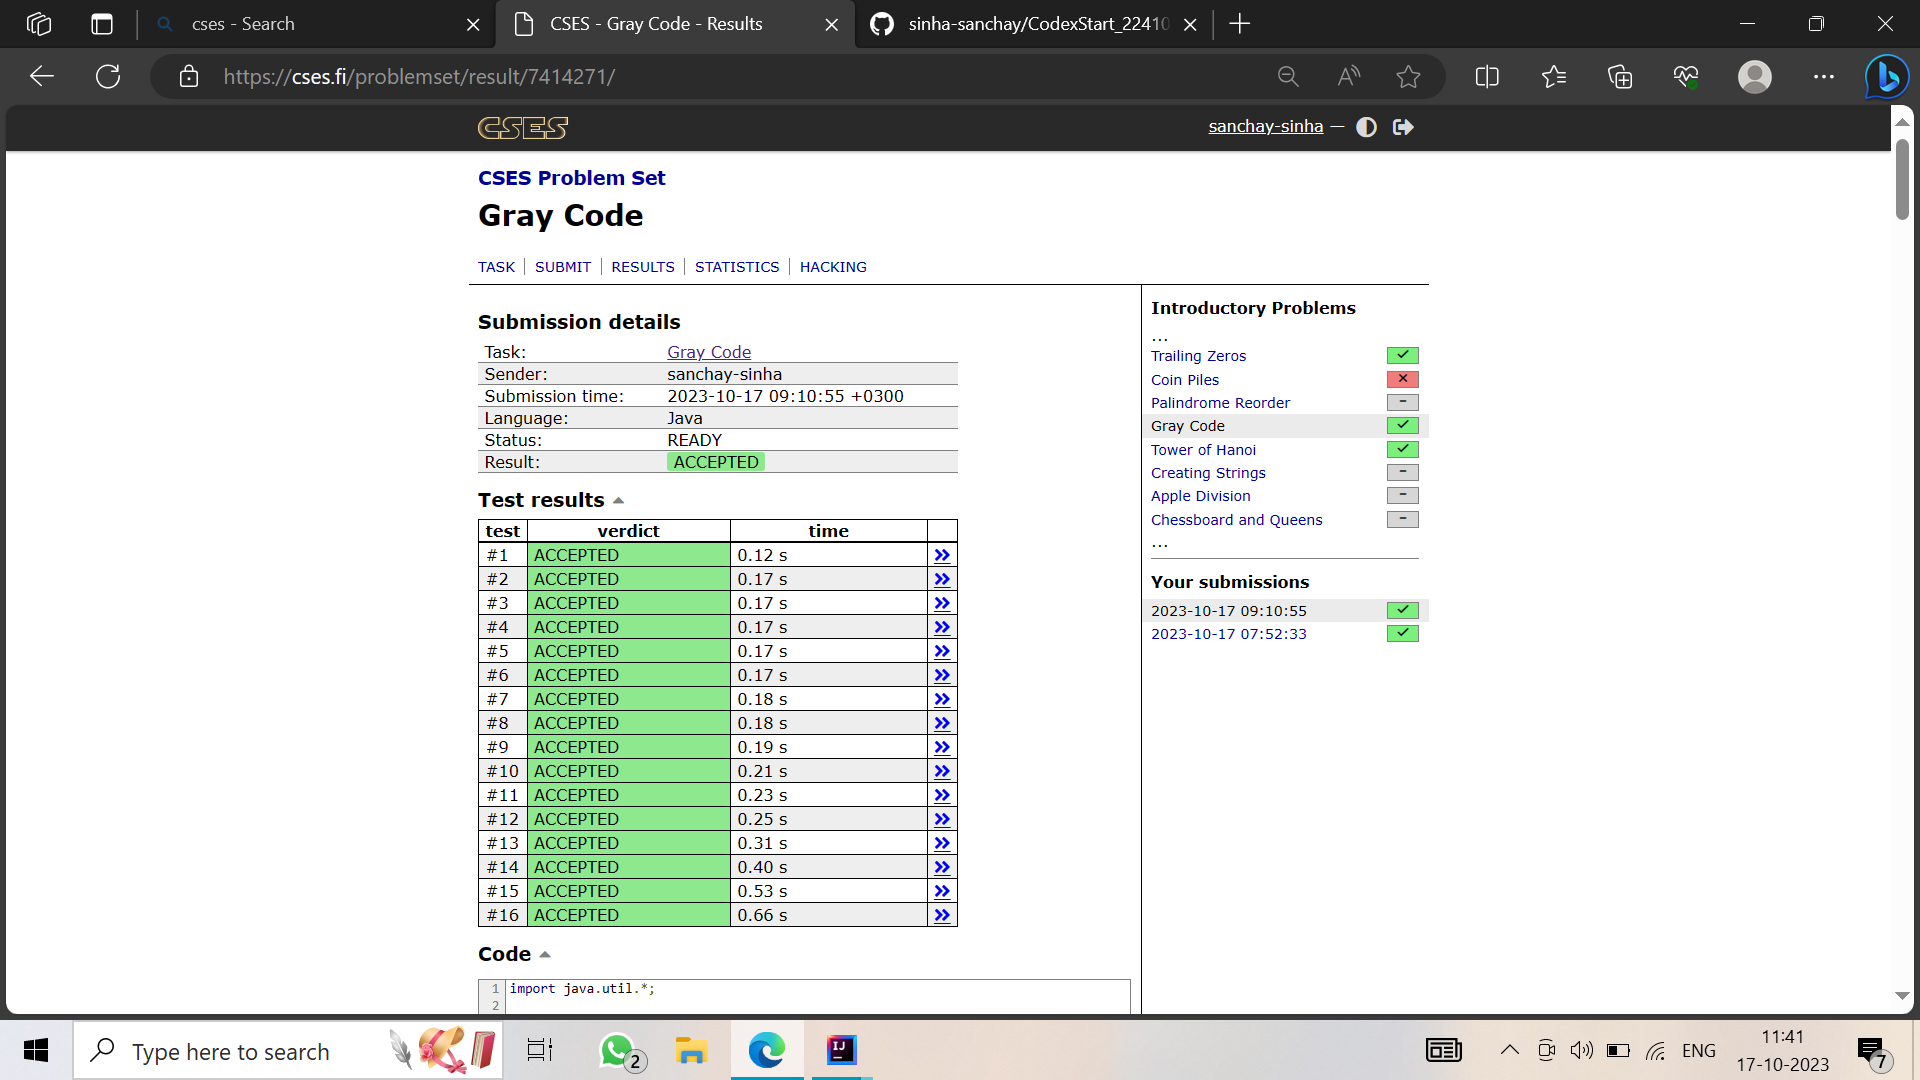 cses - Search
CSES - Gray Code - Results
sinha-sanchay/CodexStart_22410
https://cses.fi/problemset/result/7414271/
CSES
sanchay-sinha —
CSES Problem Set
Gray Code
TASK | SUBMIT | RESULTS | STATISTICS | HACKING
Submission details
Task: Gray Code
Sender: sanchay-sinha
Submission time: 2023-10-17 09:10:55 +0300
Language: Java
Status: READY
Result: ACCEPTED
Test results
test verdict time
#1 ACCEPTED 0.12 s »
#2 ACCEPTED 0.17 s »
#3 ACCEPTED 0.17 s »
#4 ACCEPTED 0.17 s »
#5 ACCEPTED 0.17 s »
#6 ACCEPTED 0.17 s »
#7 ACCEPTED 0.18 s »
#8 ACCEPTED 0.18 s »
#9 ACCEPTED 0.19 s »
#10 ACCEPTED 0.21 s »
#11 ACCEPTED 0.23 s »
#12 ACCEPTED 0.25 s »
#13 ACCEPTED 0.31 s »
#14 ACCEPTED 0.40 s »
#15 ACCEPTED 0.53 s »
#16 ACCEPTED 0.66 s »
Code
1 import java.util.*;
2
Introductory Problems
...
Trailing Zeros
Coin Piles
Palindrome Reorder
Gray Code
Tower of Hanoi
Creating Strings
Apple Division
Chessboard and Queens
...
Your submissions
2023-10-17 09:10:55
2023-10-17 07:52:33
Type here to search
2
IJ
ENG
11:41
17-10-2023
7